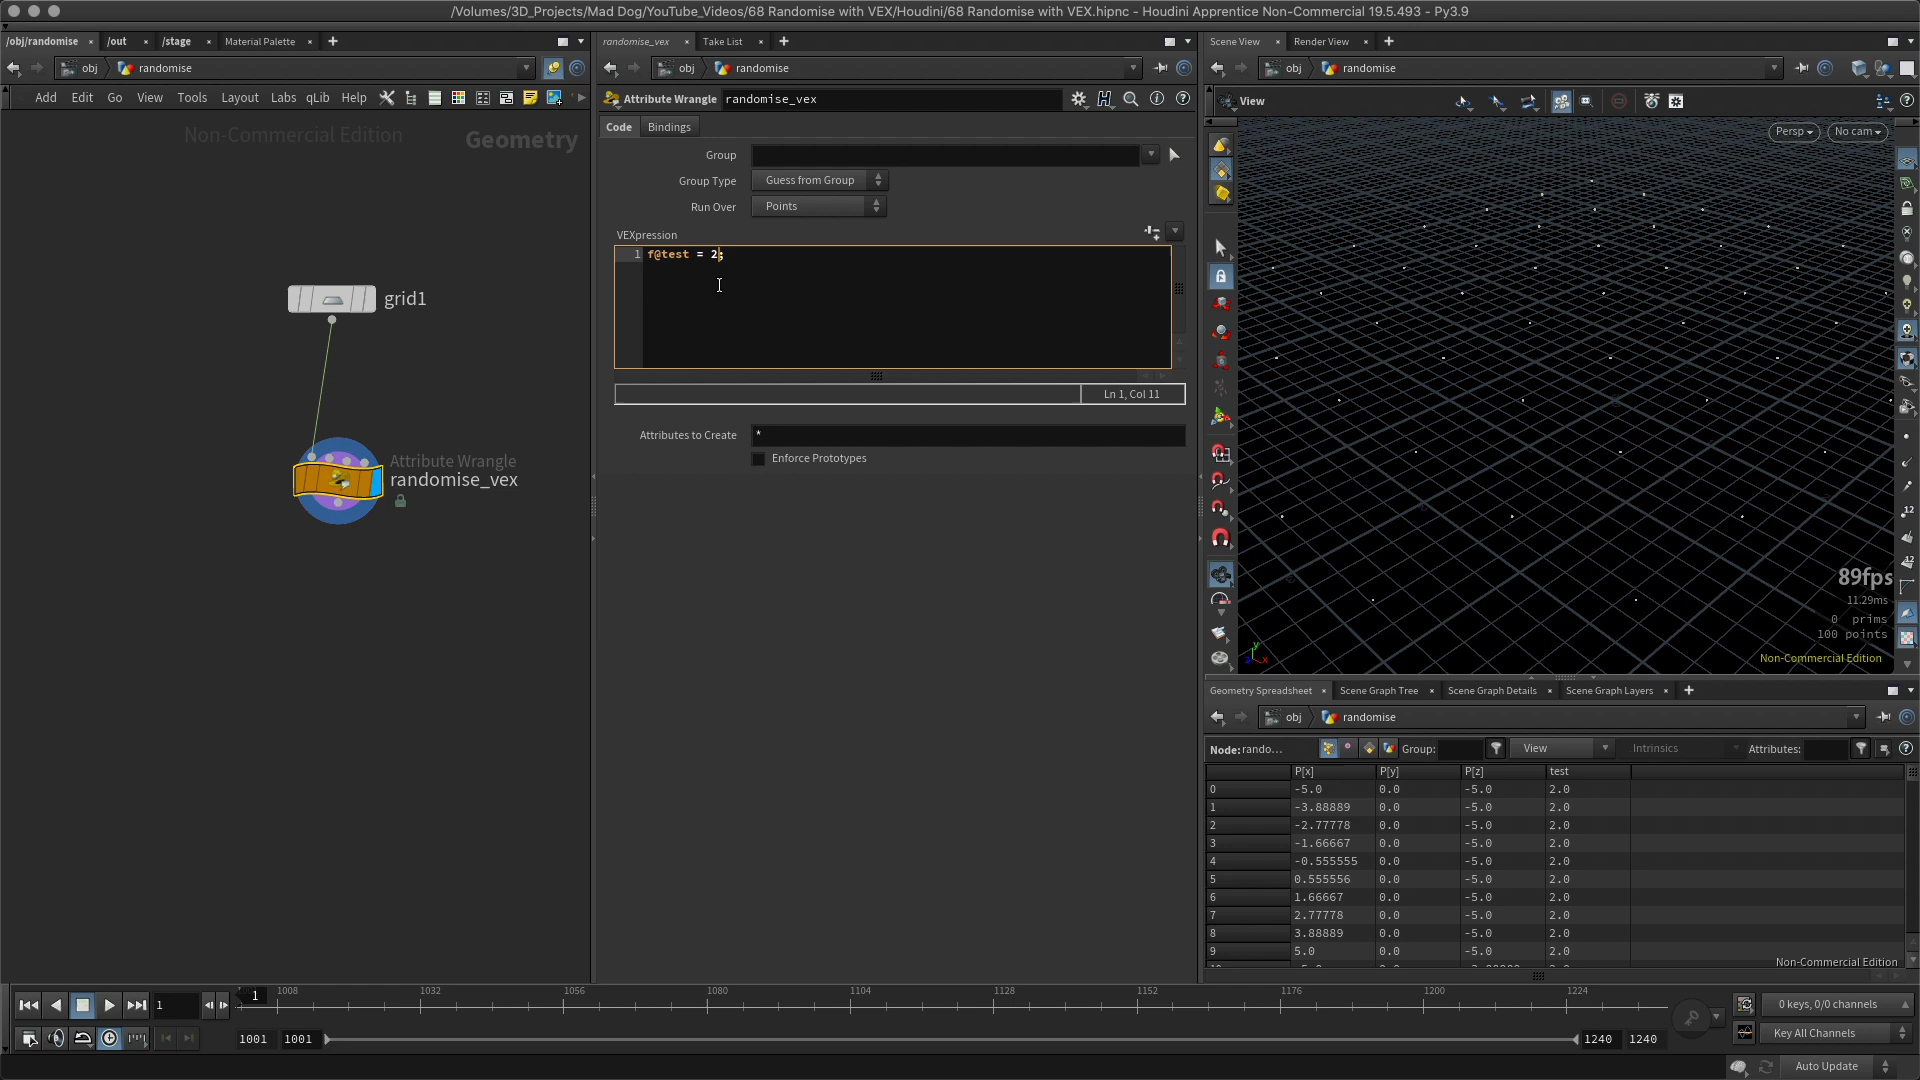 /Volumes/3D_Projects/Mad Dog/YouTube_Videos/68 Randomise with VEX/Houdini/68 Randomise with VEX.hipnc - Houdini Apprentice Non-Commercial 19.5.493 - Py3.9
/obj/randomise × /out × /stage × Material Palette ×
obj randomise
Add Edit Go View Tools Layout Labs qLib Help
Non-Commercial Edition
Geometry
grid1
Attribute Wrangle
randomise_vex
randomise_vex × Take List ×
obj randomise
Attribute Wrangle randomise_vex
Code Bindings
Group
Group Type Guess from Group
Run Over Points
VEXpression
1 f@test = 2;
Ln 1, Col 11
Attributes to Create *
Enforce Prototypes
Scene View × Render View ×
obj randomise
View
Persp No cam
12
12
89fps
11.29ms
0 prims
100 points
Non-Commercial Edition
y
x
Geometry Spreadsheet × Scene Graph Tree × Scene Graph Details × Scene Graph Layers ×
obj randomise
Node: rando... Group: View Intrinsics Attributes:
P[x] P[y] P[z] test
0 -5.0 0.0 -5.0 2.0
1 -3.88889 0.0 -5.0 2.0
2 -2.77778 0.0 -5.0 2.0
3 -1.66667 0.0 -5.0 2.0
4 -0.555555 0.0 -5.0 2.0
5 0.555556 0.0 -5.0 2.0
6 1.66667 0.0 -5.0 2.0
7 2.77778 0.0 -5.0 2.0
8 3.88889 0.0 -5.0 2.0
9 5.0 0.0 -5.0 2.0
Non-Commercial Edition
1
1 1008 1032 1056 1080 1104 1128 1152 1176 1200 1224
0 keys, 0/0 channels
1001 1001 1240 1240
Key All Channels
Auto Update